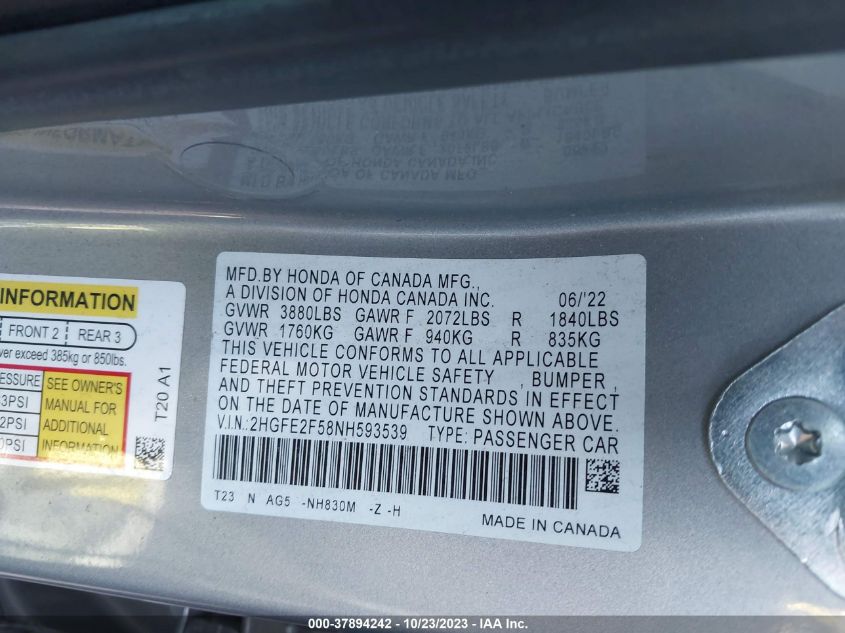 INFORMATION
FRONT 2 REAR 3
ver exceed 385kg or 850lbs.
ESSURE SEE OWNER'S
3PSI MANUAL FOR
2PSI ADDITIONAL
0PSI INFORMATION
T20 A1
MFD.BY HONDA OF CANADA MFG.,
A DIVISION OF HONDA CANADA INC. 06/'22
GVWR 3880LBS GAWR F 2072LBS R 1840LBS
GVWR 1760KG GAWR F 940KG R 835KG
THIS VEHICLE CONFORMS TO ALL APPLICABLE
FEDERAL MOTOR VEHICLE SAFETY , BUMPER ,
AND THEFT PREVENTION STANDARDS IN EFFECT
ON THE DATE OF MANUFACTURE SHOWN ABOVE.
V.I.N.:2HGFE2F58NH593539 TYPE: PASSENGER CAR
T23 N AG5 -NH830M -Z -H
MADE IN CANADA
000-37894242 - 10/23/2023 - IAA Inc.